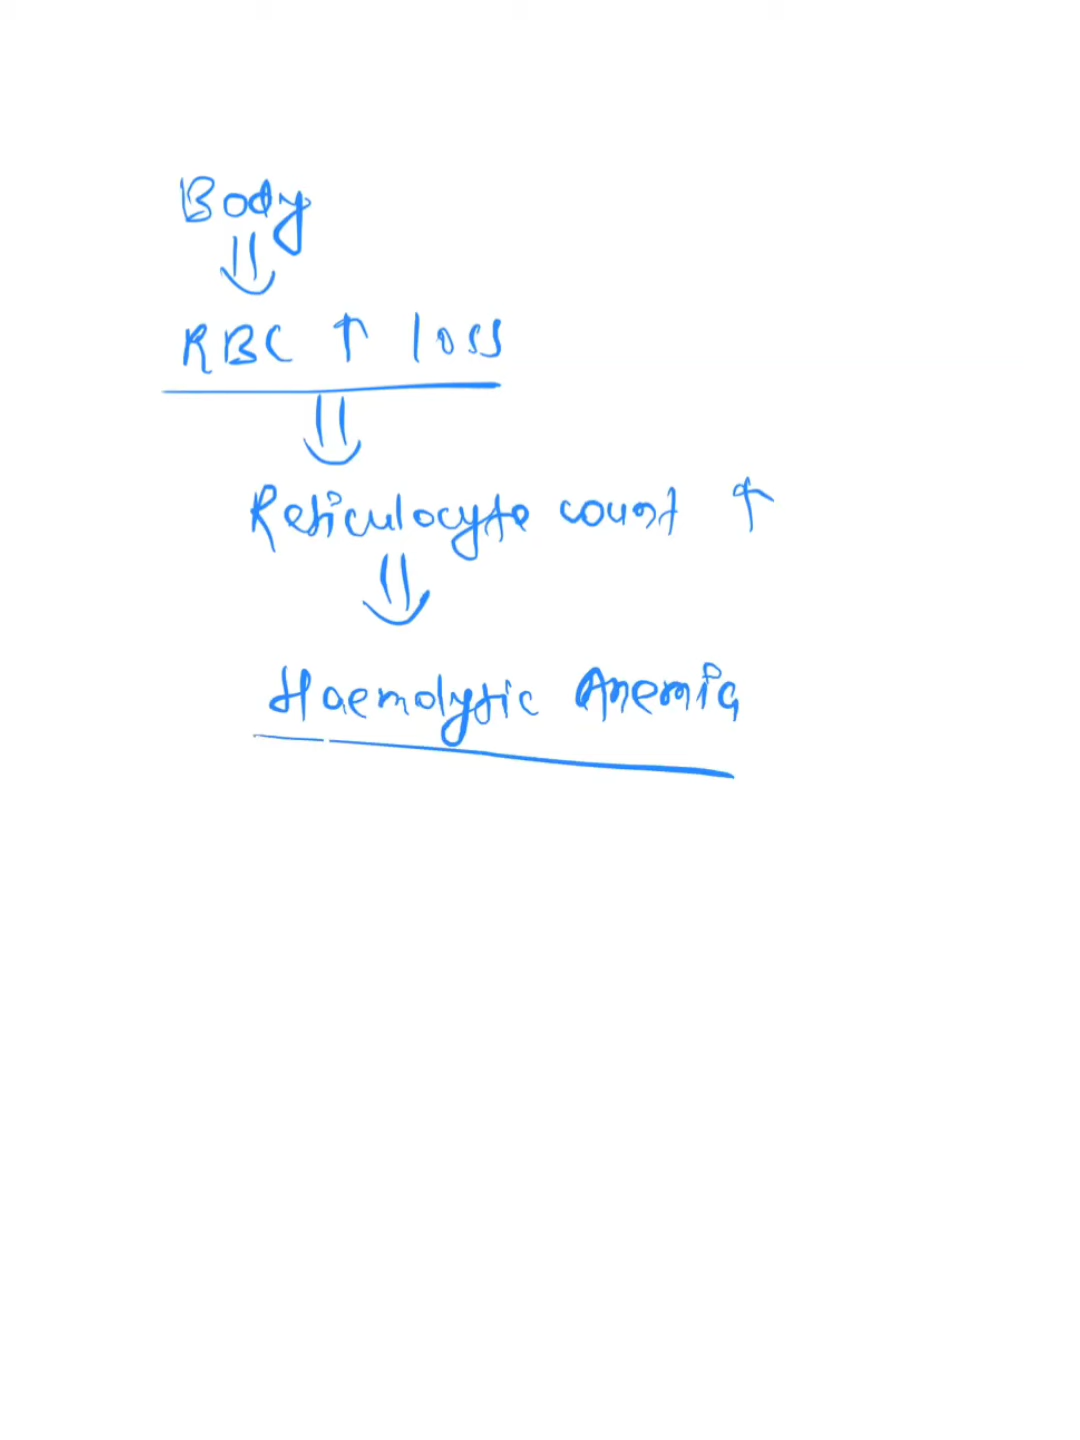 Body
⇓
RBC ↑ loss
⇓
Reticulocyte count ↑
⇓
Haemolytic Anemia